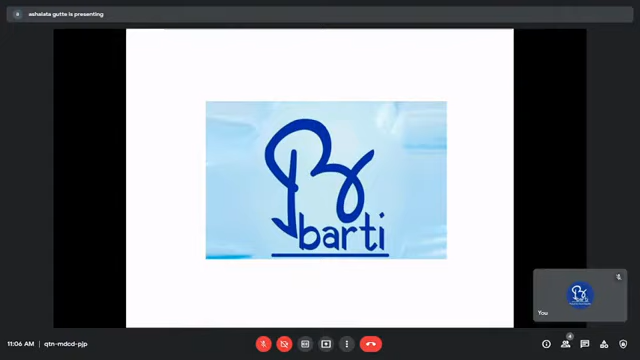 ashalata gutte is presenting
barti
You
11:06 AM | qtn-mdcd-pjp